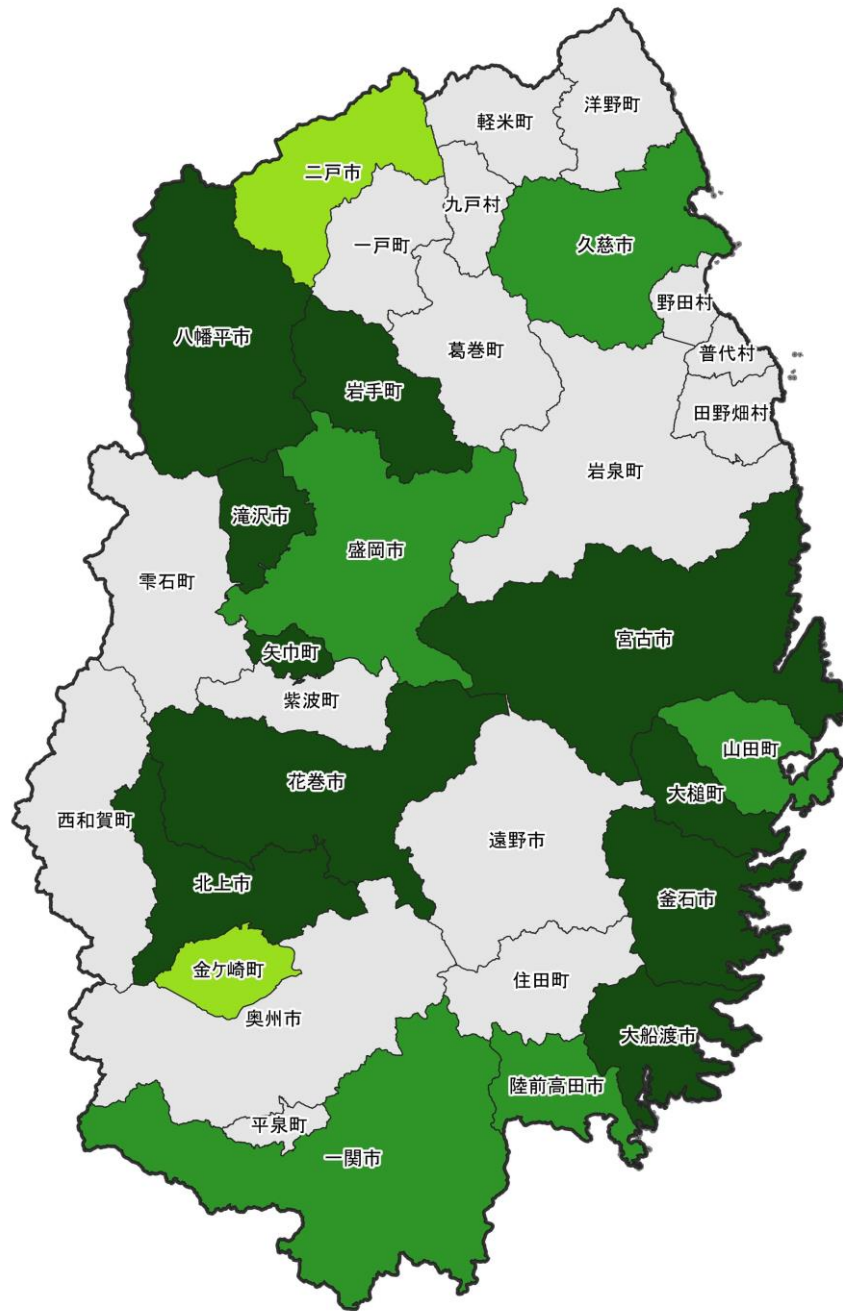 洋野町
軽米町
二戸市
九戸村
久慈市
一戸町
野田村
八幡平市
葛巻町
普代村
岩手町
田野畑村
岩泉町
滝沢市
盛岡市
雫石町
宮古市
矢巾町
紫波町
山田町
花巻市
大槌町
西和賀町
遠野市
北上市
釜石市
金ケ崎町
住田町
奥州市
大船渡市
陸前高田市
平泉町
一関市